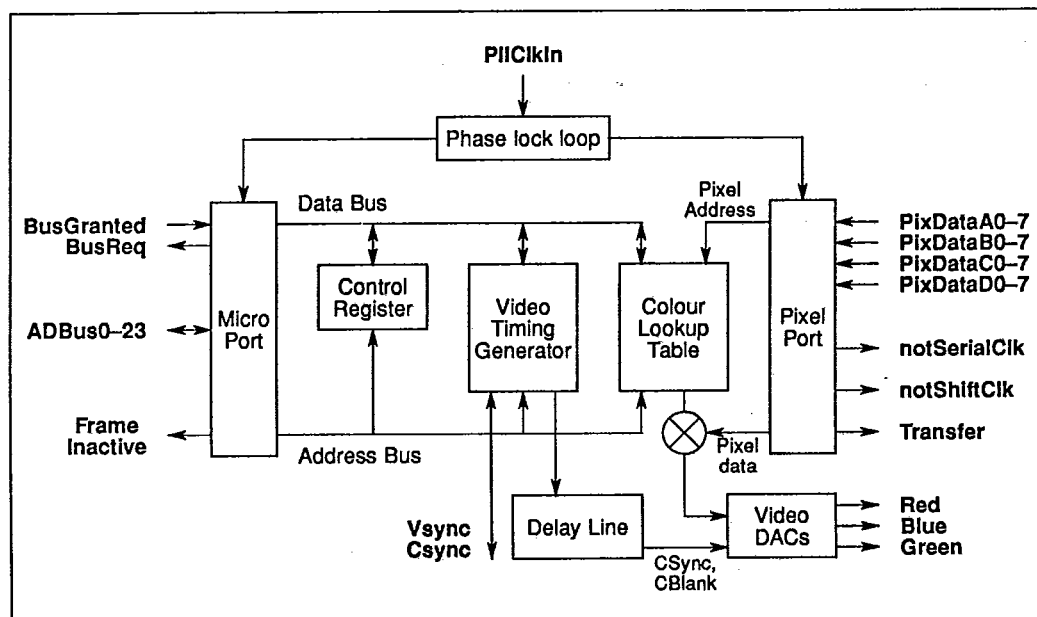 PllClkIn
Phase lock loop
Data Bus
Pixel
Address
BusGranted
BusReq
ADBus0–23
Frame
Inactive
Micro
Port
Control
Register
Video
Timing
Generator
Colour
Lookup
Table
Pixel
Port
PixDataA0–7
PixDataB0–7
PixDataC0–7
PixDataD0–7
notSerialClk
notShiftClk
Transfer
Address Bus
Pixel
data
Vsync
Csync
Delay Line
CSync,
CBlank
Video
DACs
Red
Blue
Green